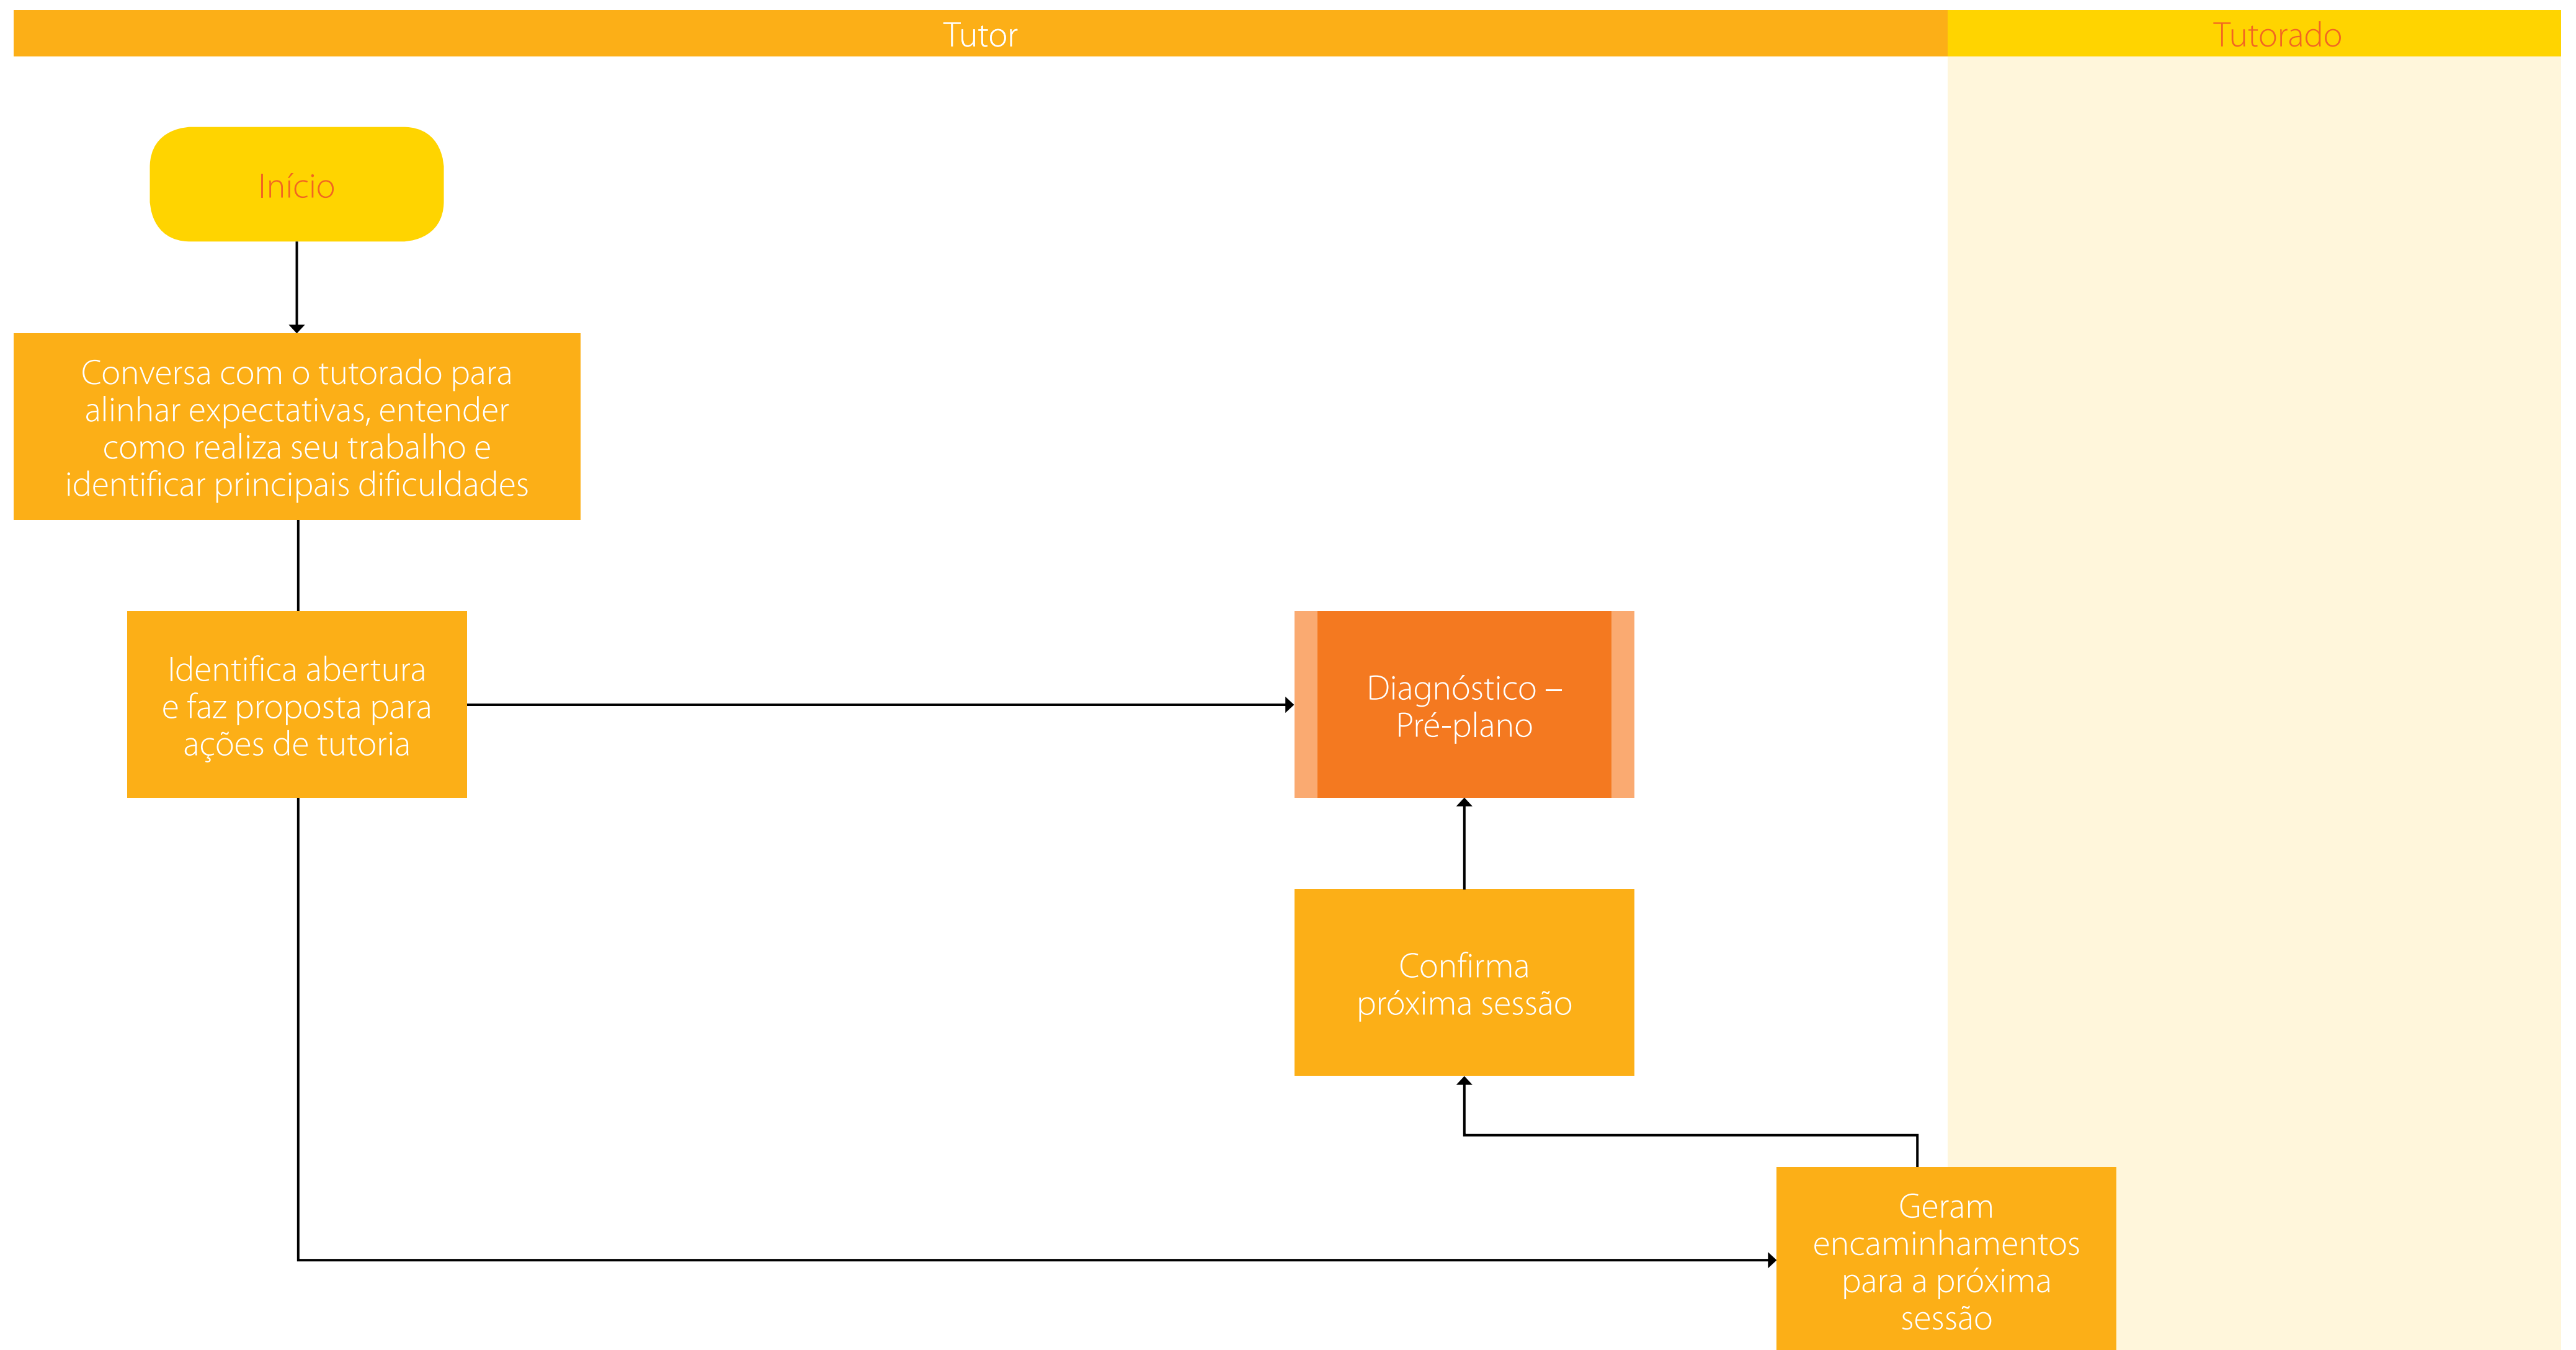 Tutor
Tutorado
Início
Conversa com o tutorado para
alinhar expectativas, entender
como realiza seu trabalho e
identificar principais dificuldades
Identifica abertura
e faz proposta para
ações de tutoria
Diagnóstico –
Pré-plano
Confirma
próxima sessão
Geram
encaminhamentos
para a próxima
sessão